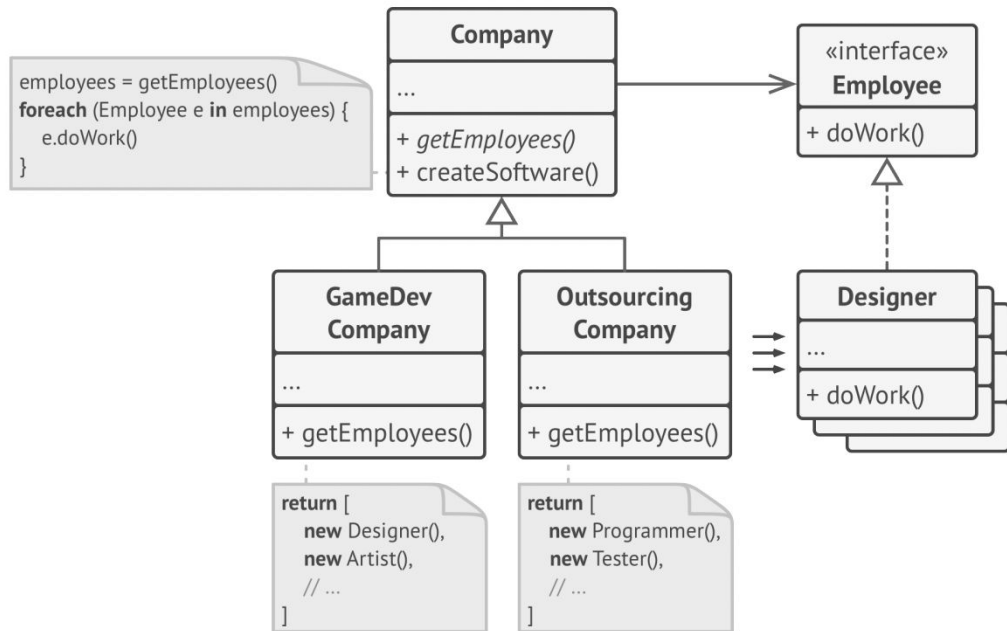 employees = getEmployees()
foreach (Employee e in employees) {
e.doWork()
}
Company
...
+ getEmployees()
+ createSoftware()
«interface»
Employee
+ doWork()
GameDev
Company
...
+ getEmployees()
Outsourcing
Company
...
+ getEmployees()
Designer
...
+ doWork()
return [
new Designer(),
new Artist(),
// ...
]
return [
new Programmer(),
new Tester(),
// ...
]